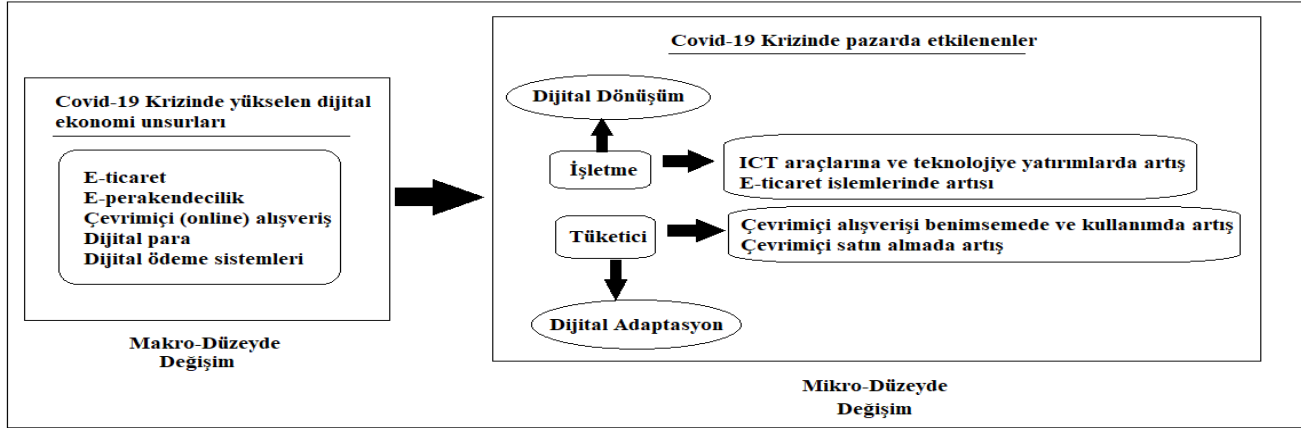 Covid-19 Krizinde yükselen dijital
ekonomi unsurları
E-ticaret
E-perakendecilik
Çevrimiçi (online) alışveriş
Dijital para
Dijital ödeme sistemleri
Makro-Düzeyde
Değişim
Covid-19 Krizinde pazarda etkilenenler
Dijital Dönüşüm
İşletme
ICT araçlarına ve teknolojiye yatırımlarda artış
E-ticaret islemlerinde artısı
Tüketici
Çevrimiçi alışverişi benimsemede ve kullanımda artış
Çevrimiçi satın almada artış
Dijital Adaptasyon
Mikro-Düzeyde
Değişim